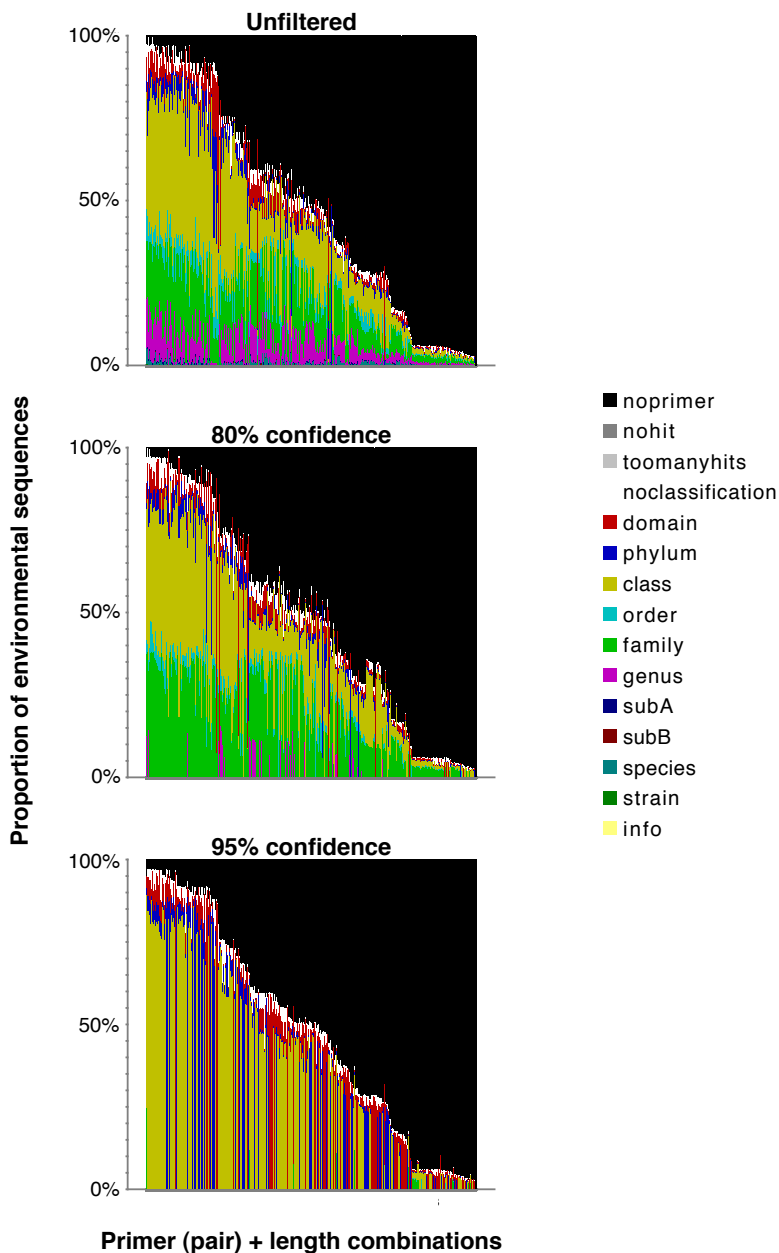 Unfiltered
100%
50%
0%
Proportion of environmental sequences
80% confidence
100%
50%
0%
95% confidence
100%
50%
0%
Primer (pair) + length combinations
noprimer
nohit
toomanyhits
noclassification
domain
phylum
class
order
family
genus
subA
subB
species
strain
info